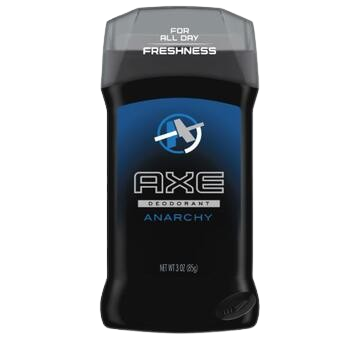 FOR
ALL DAY
FRESHNESS
AXE
DEODORANT
ANARCHY
NET WT 3 OZ (85g)